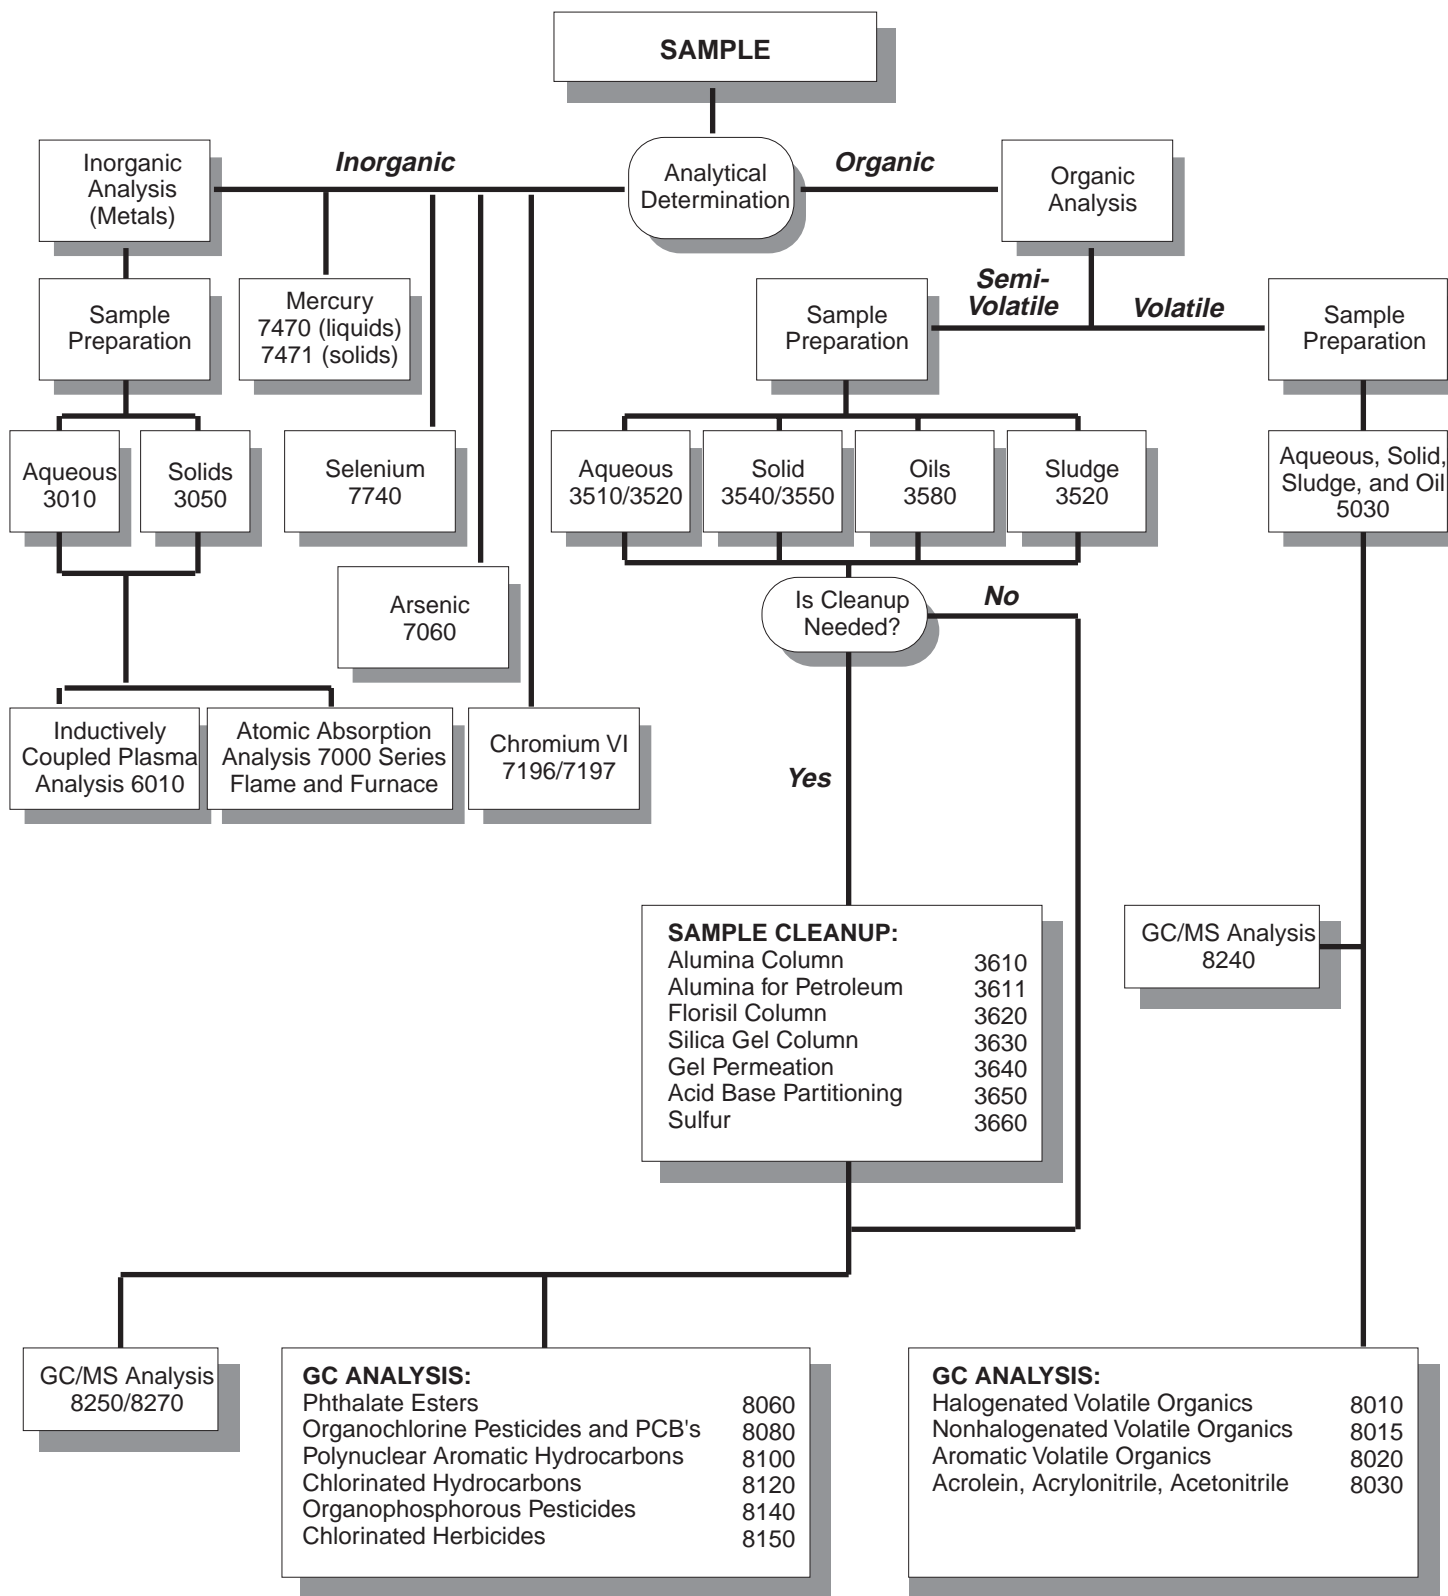 SAMPLE
Inorganic
Analysis
(Metals)
Inorganic
Analytical
Determination
Organic
Organic
Analysis
Sample
Preparation
Mercury
7470 (liquids)
7471 (solids)
Sample
Preparation
Semi-
Volatile
Volatile
Sample
Preparation
Aqueous
3010
Solids
3050
Selenium
7740
Aqueous
3510/3520
Solid
3540/3550
Oils
3580
Sludge
3520
Aqueous, Solid,
Sludge, and Oil
5030
Arsenic
7060
Is Cleanup
Needed?
No
Inductively
Coupled Plasma
Analysis 6010
Atomic Absorption
Analysis 7000 Series
Flame and Furnace
Chromium VI
7196/7197
Yes
SAMPLE CLEANUP:
Alumina Column 3610
Alumina for Petroleum 3611
Florisil Column 3620
Silica Gel Column 3630
Gel Permeation 3640
Acid Base Partitioning 3650
Sulfur 3660
GC/MS Analysis
8240
GC/MS Analysis
8250/8270
GC ANALYSIS:
Phthalate Esters 8060
Organochlorine Pesticides and PCB's 8080
Polynuclear Aromatic Hydrocarbons 8100
Chlorinated Hydrocarbons 8120
Organophosphorous Pesticides 8140
Chlorinated Herbicides 8150
GC ANALYSIS:
Halogenated Volatile Organics 8010
Nonhalogenated Volatile Organics 8015
Aromatic Volatile Organics 8020
Acrolein, Acrylonitrile, Acetonitrile 8030